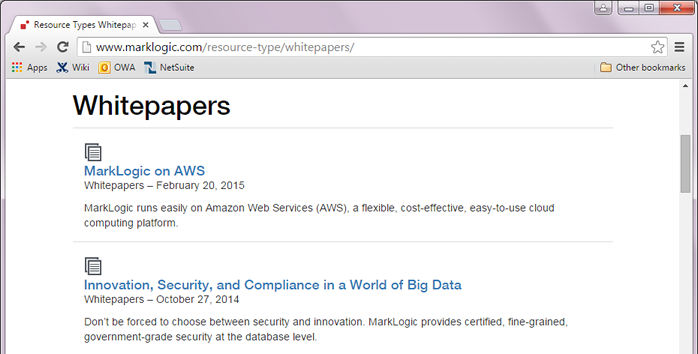 Resource Types Whitepap
www.marklogic.com/resource-type/whitepapers/
Apps Wiki OWA NetSuite Other bookmarks
Whitepapers
MarkLogic on AWS
Whitepapers – February 20, 2015
MarkLogic runs easily on Amazon Web Services (AWS), a flexible, cost-effective, easy-to-use cloud
computing platform.
Innovation, Security, and Compliance in a World of Big Data
Whitepapers – October 27, 2014
Don't be forced to choose between security and innovation. MarkLogic provides certified, fine-grained,
government-grade security at the database level.